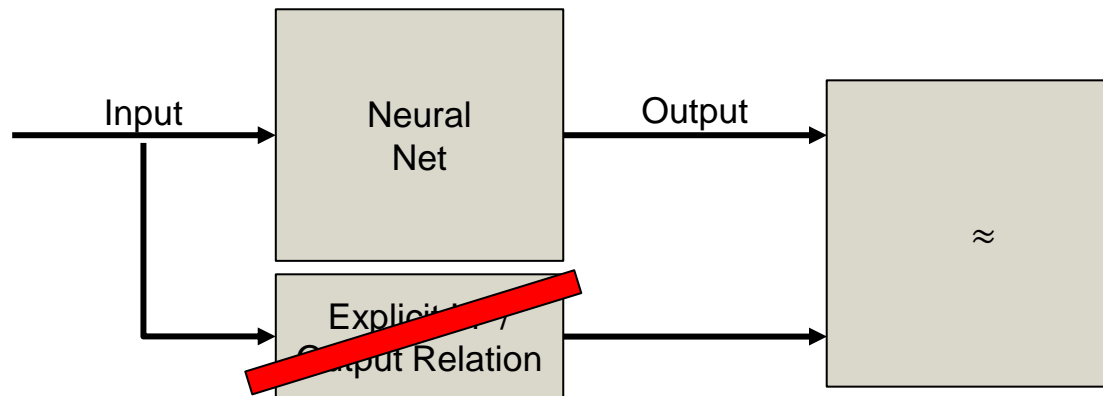 Input
Neural
Net
Output
≈
Explicit
Output Relation